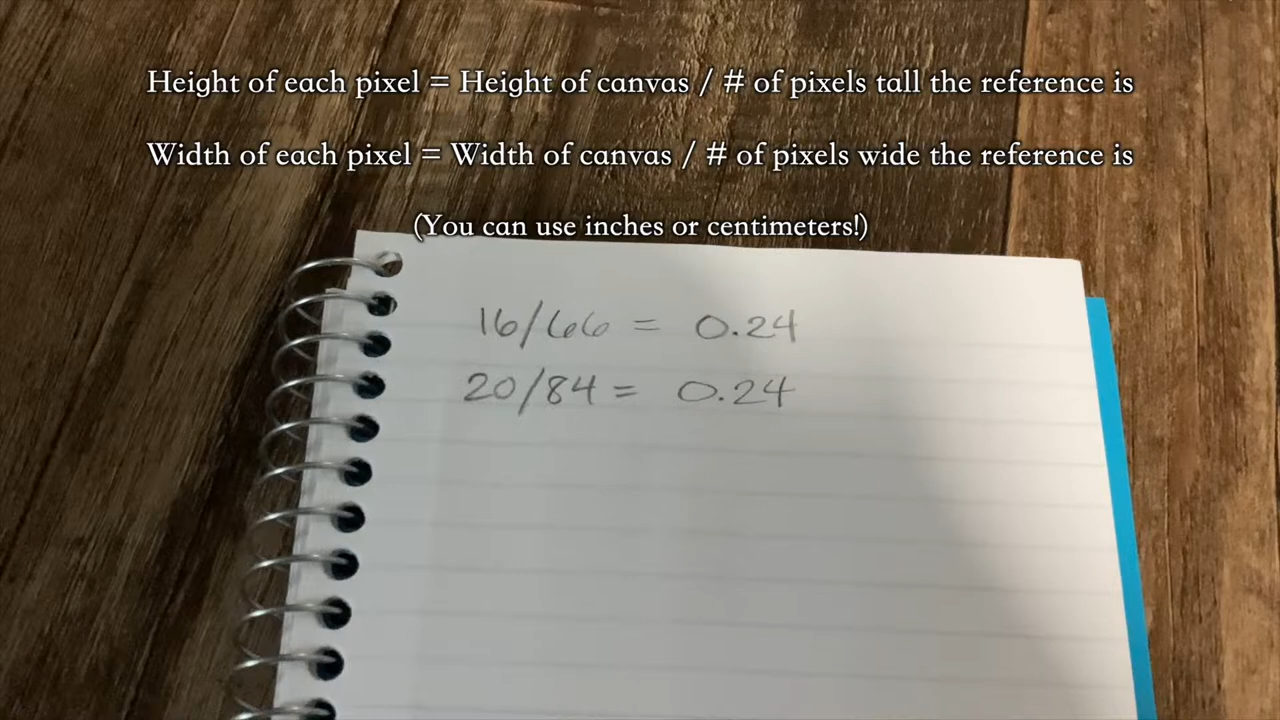 Height of each pixel = Height of canvas / # of pixels tall the reference is
Width of each pixel = Width of canvas / # of pixels wide the reference is
(You can use inches or centimeters!)
16/66 = 0.24
20/84 = 0.24